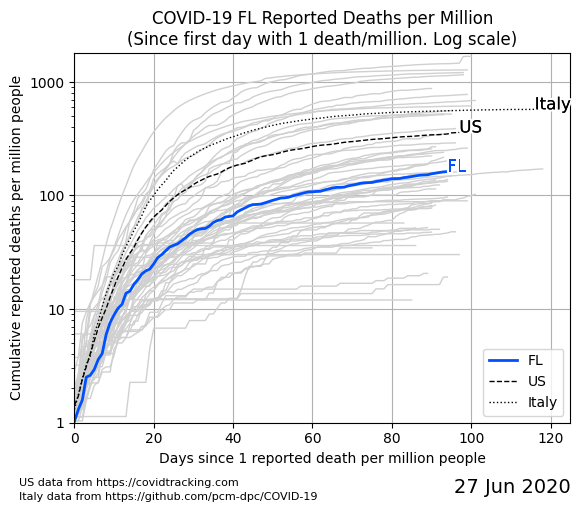 COVID-19 FL Reported Deaths per Million
(Since first day with 1 death/million. Log scale)
Cumulative reported deaths per million people
1000
100
10
1
Italy
US
FL
FL
US
Italy
0 20 40 60 80 100 120
Days since 1 reported death per million people
US data from https://covidtracking.com
Italy data from https://github.com/pcm-dpc/COVID-19
27 Jun 2020